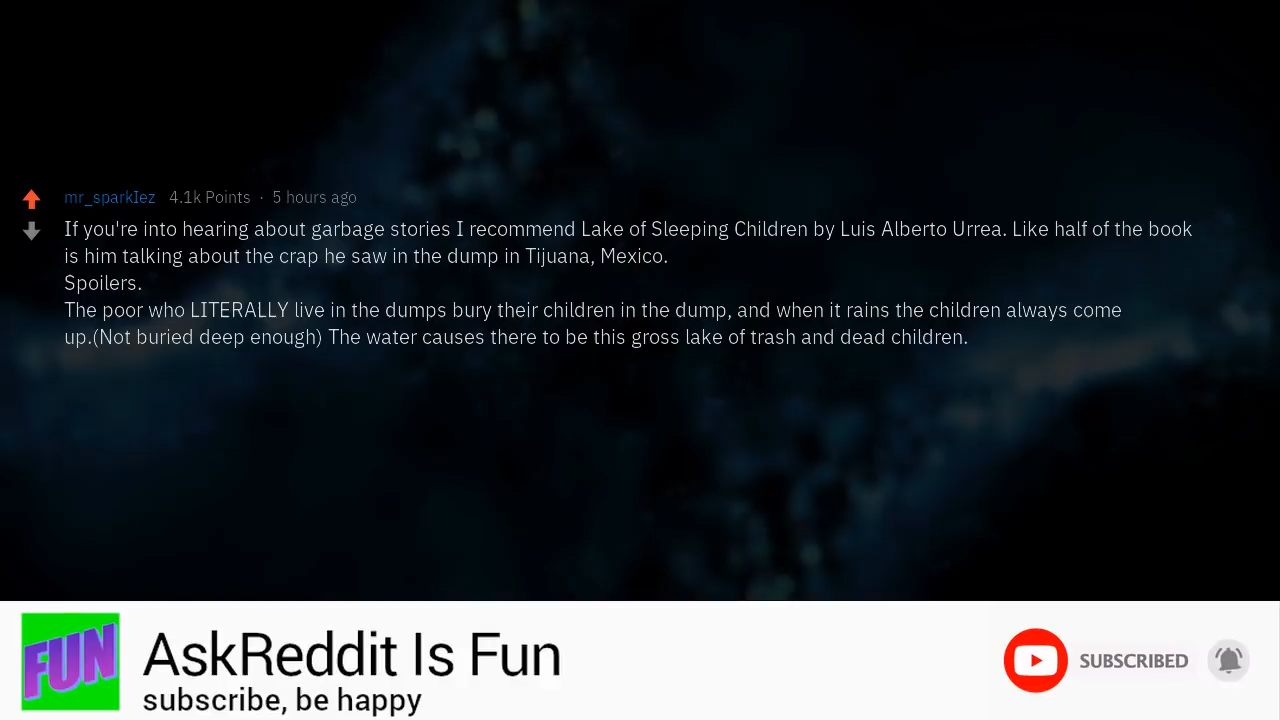 mr_sparkIez 4.1k Points · 5 hours ago
If you're into hearing about garbage stories I recommend Lake of Sleeping Children by Luis Alberto Urrea. Like half of the book
is him talking about the crap he saw in the dump in Tijuana, Mexico.
Spoilers.
The poor who LITERALLY live in the dumps bury their children in the dump, and when it rains the children always come
up.(Not buried deep enough) The water causes there to be this gross lake of trash and dead children.
FUN
AskReddit Is Fun
subscribe, be happy
SUBSCRIBED